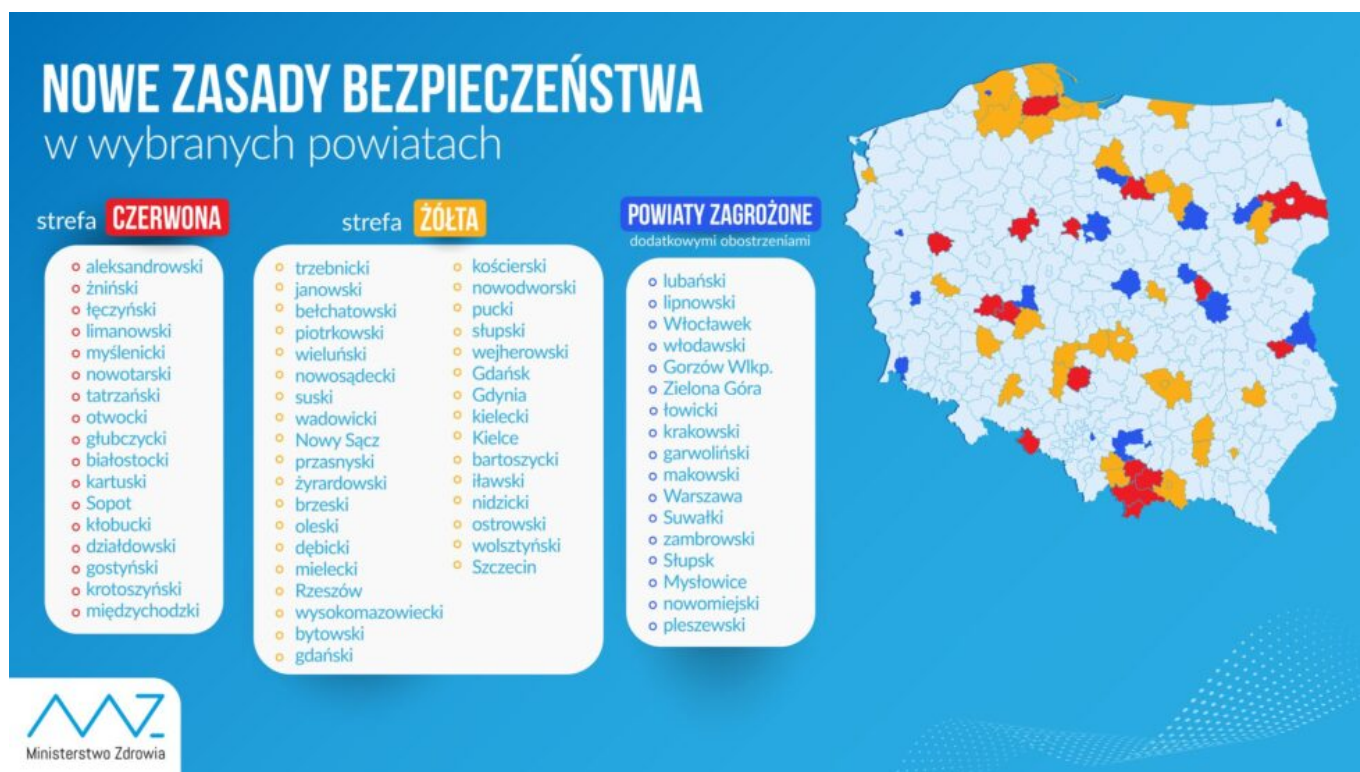 NOWE ZASADY BEZPIECZEŃSTWA
w wybranych powiatach
strefa CZERWONA
aleksandrowski
żniński
łęczyński
limanowski
myślenicki
nowotarski
tatrzański
otwocki
głubczycki
białostocki
kartuski
Sopot
kłobucki
działdowski
gostyński
krotoszyński
międzychodzki
strefa ŻÓŁTA
trzebnicki
janowski
bełchatowski
piotrkowski
wieluński
nowosądecki
suski
wadowicki
Nowy Sącz
przasnyski
żyrardowski
brzeski
oleski
dębicki
mielecki
Rzeszów
wysokomazowiecki
bytowski
gdański
kościerski
nowodworski
pucki
słupski
wejherowski
Gdańsk
Gdynia
kielecki
Kielce
bartoszycki
iławski
nidzicki
ostrowski
wolsztyński
Szczecin
POWIATY ZAGROŻONE
dodatkowymi obostrzeniami
lubański
lipnowski
Włocławek
włodawski
Gorzów Wlkp.
Zielona Góra
łowicki
krakowski
garwoliński
makowski
Warszawa
Suwałki
zambrowski
Słupsk
Mysłowice
nowomiejski
pleszewski
MZ
Ministerstwo Zdrowia